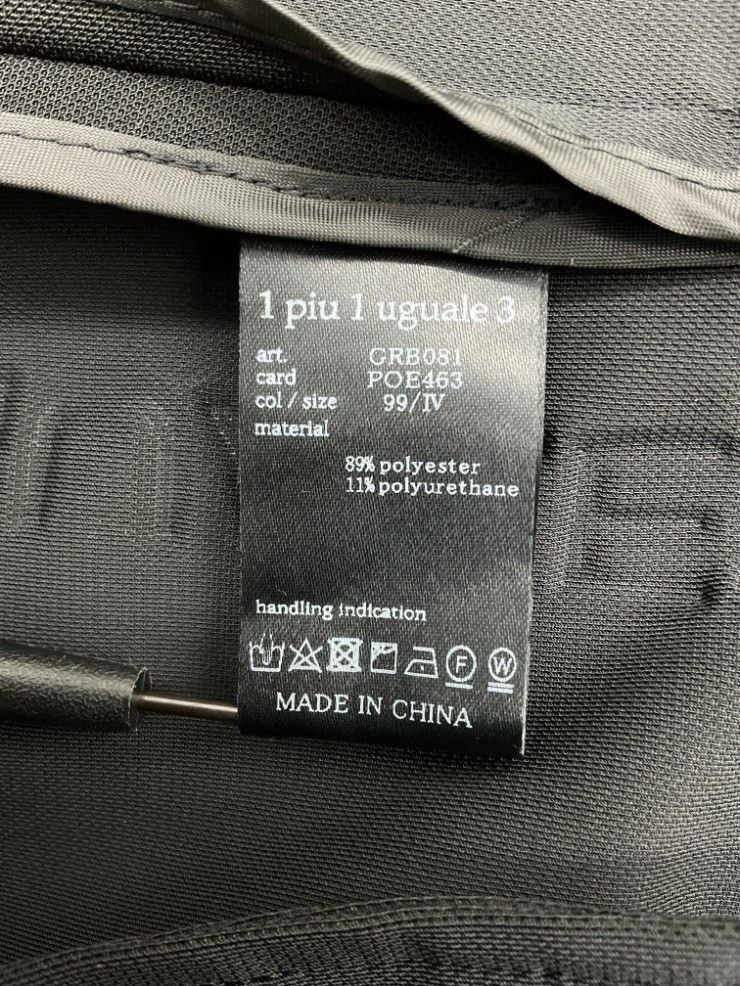 1 piu 1 uguale 3
art. GRB081
card POE463
col / size 99/IV
material
89% polyester
11% polyurethane
handling indication
F W
MADE IN CHINA